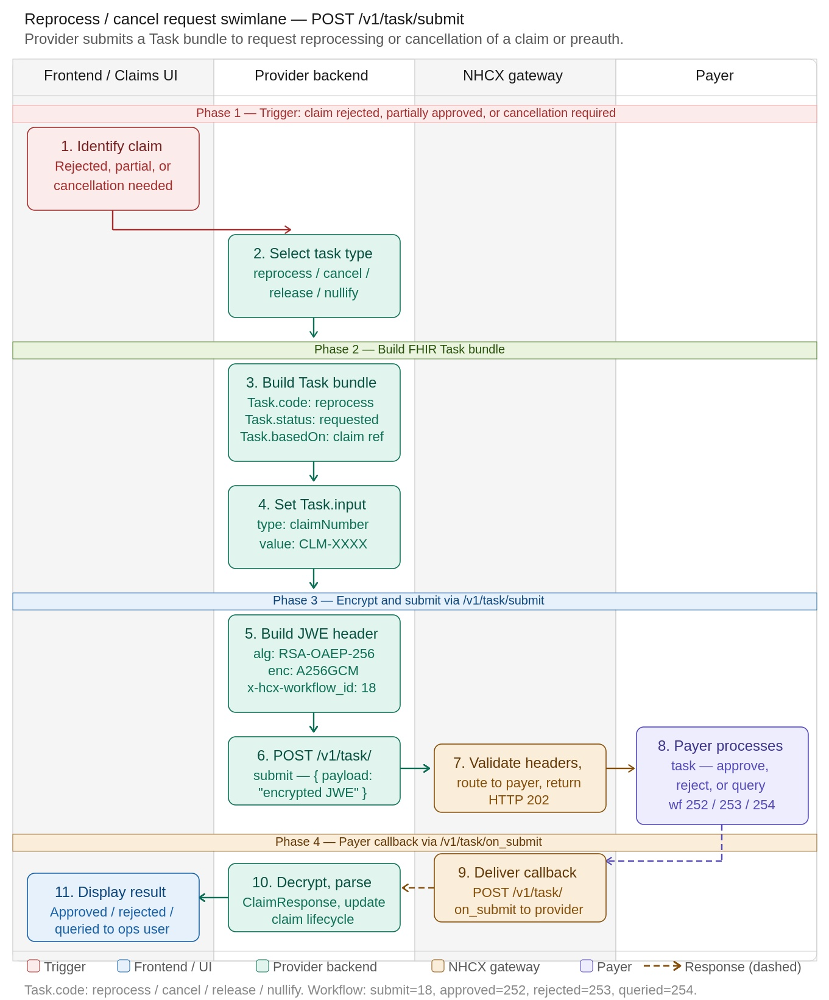 Reprocess / cancel request swimlane — POST /v1/task/submit
Provider submits a Task bundle to request reprocessing or cancellation of a claim or preauth.
Frontend / Claims UI
Provider backend
NHCX gateway
Payer
Phase 1 — Trigger: claim rejected, partially approved, or cancellation required
1. Identify claim
Rejected, partial, or
cancellation needed
2. Select task type
reprocess / cancel /
release / nullify
Phase 2 — Build FHIR Task bundle
3. Build Task bundle
Task.code: reprocess
Task.status: requested
Task.basedOn: claim ref
4. Set Task.input
type: claimNumber
value: CLM-XXXX
Phase 3 — Encrypt and submit via /v1/task/submit
5. Build JWE header
alg: RSA-OAEP-256
enc: A256GCM
x-hcx-workflow_id: 18
6. POST /v1/task/
submit — { payload:
"encrypted JWE" }
7. Validate headers,
route to payer, return
HTTP 202
8. Payer processes
task — approve,
reject, or query
wf 252 / 253 / 254
Phase 4 — Payer callback via /v1/task/on_submit
9. Deliver callback
POST /v1/task/
on_submit to provider
10. Decrypt, parse
ClaimResponse, update
claim lifecycle
11. Display result
Approved / rejected /
queried to ops user
Trigger
Frontend / UI
Provider backend
NHCX gateway
Payer
Response (dashed)
Task.code: reprocess / cancel / release / nullify. Workflow: submit=18, approved=252, rejected=253, queried=254.